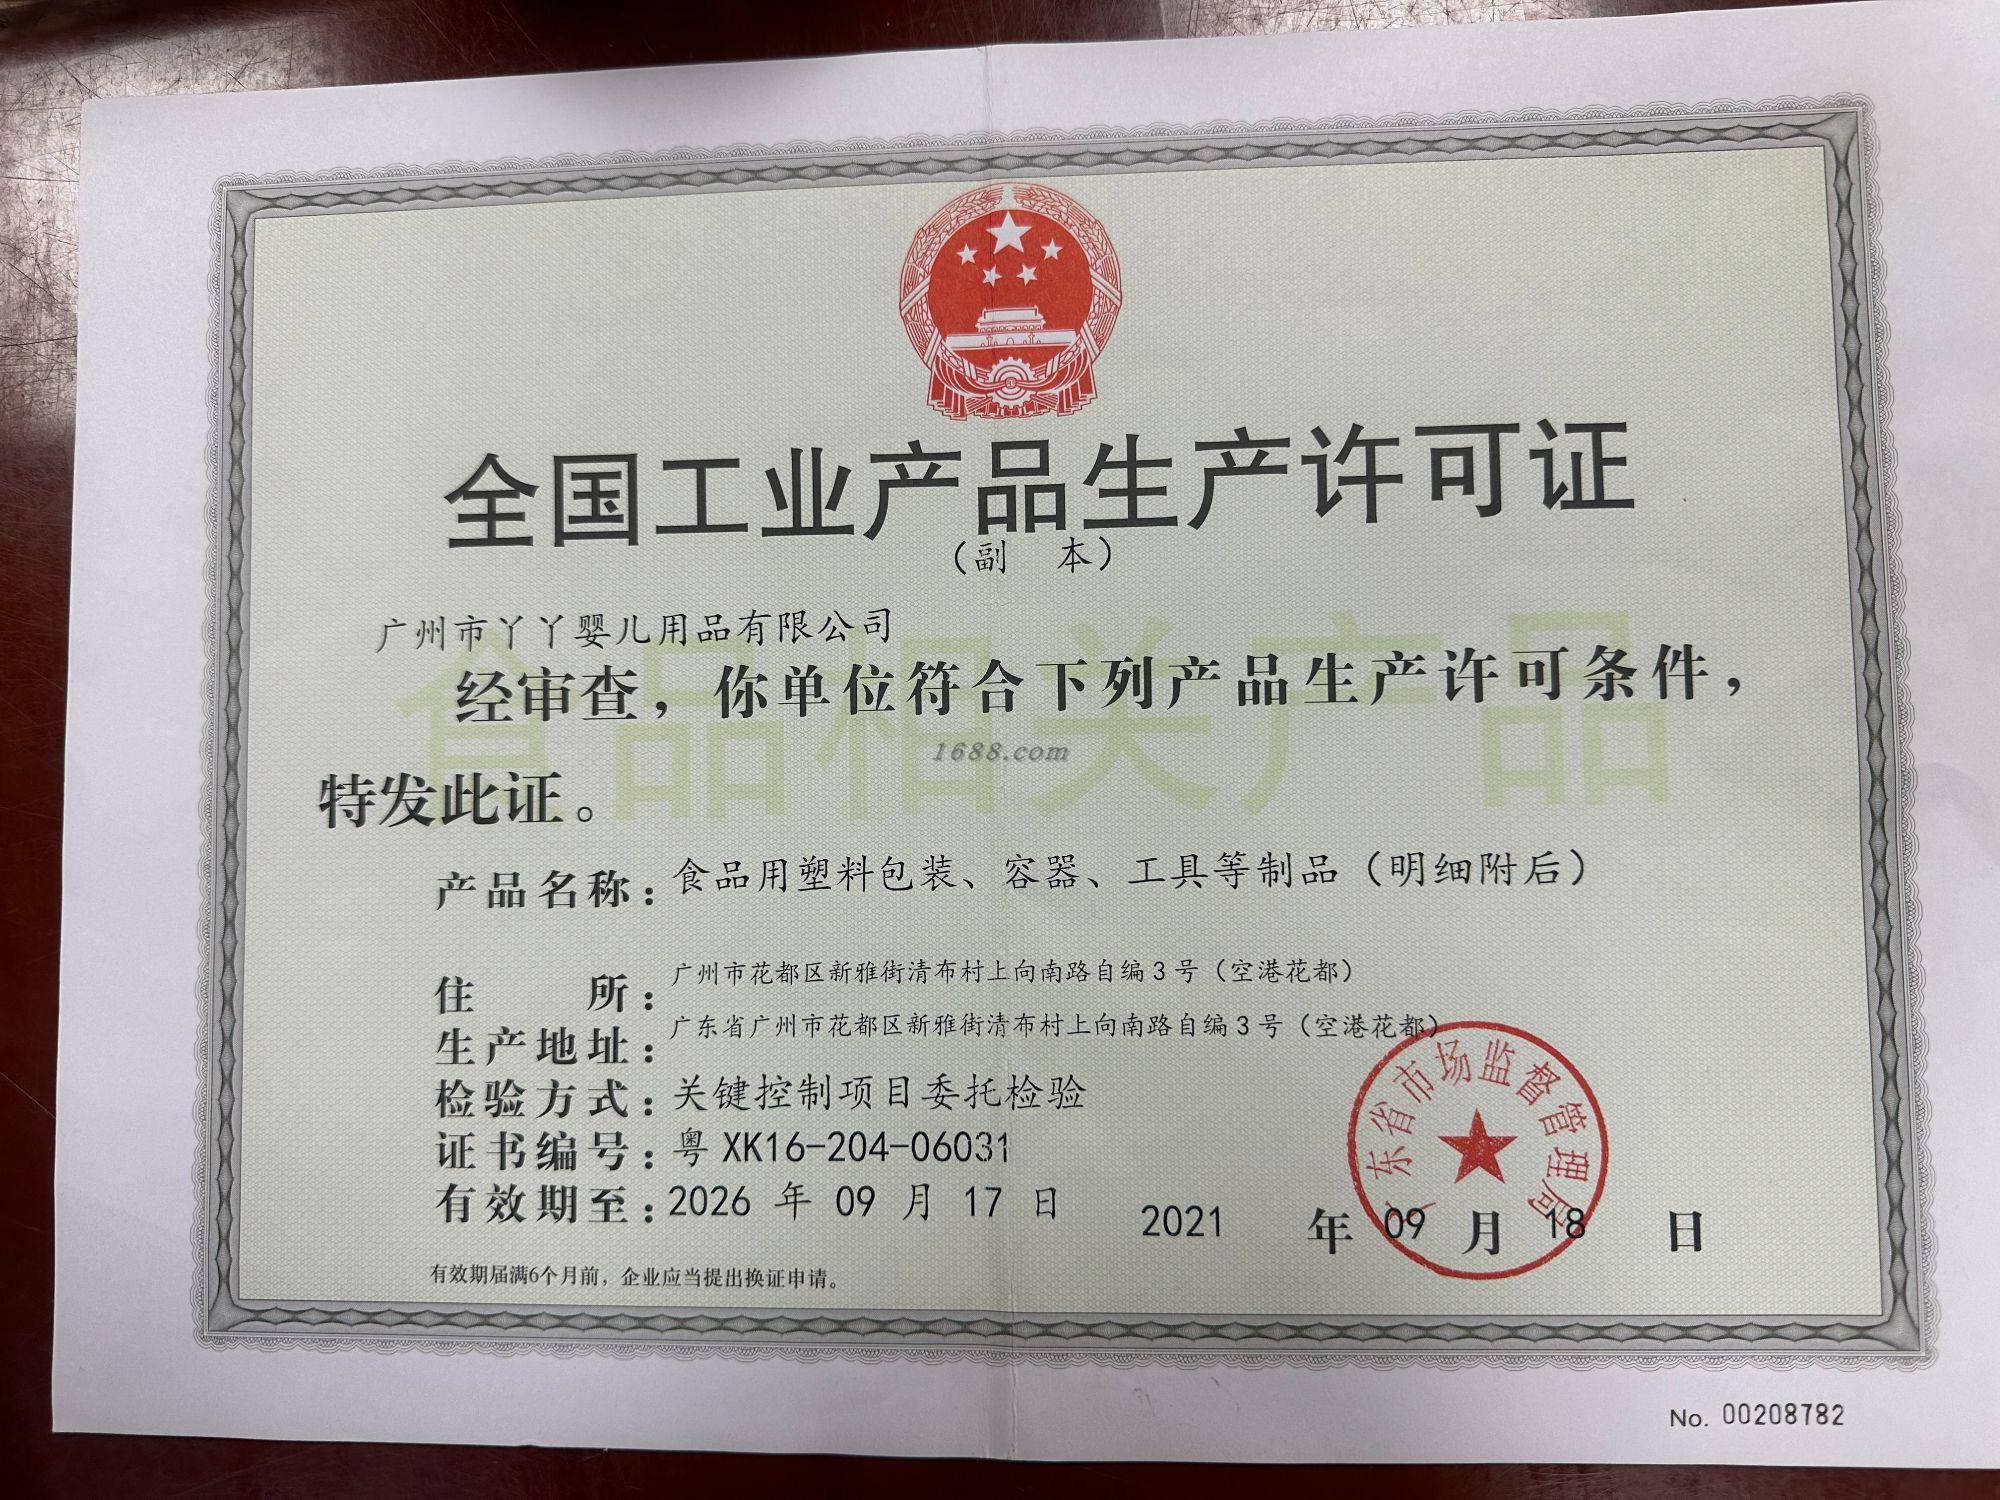 全国工业产品生产许可证
（副 本）
广州市丫丫婴儿用品有限公司
食品相关产品
经审查，你单位符合下列产品生产许可条件，
1688.com
特发此证。
产品名称：食品用塑料包装、容器、工具等制品（明细附后）
住 所：广州市花都区新雅街清布村上向南路自编3号（空港花都）
生产地址：广东省广州市花都区新雅街清布村上向南路自编3号（空港花都）
检验方式：关键控制项目委托检验
证书编号：粤 XK16-204-06031
有效期至：2026 年 09 月 17 日
广东省市场监督管理局
2021 年 09 月 18 日
有效期届满6个月前，企业应当提出换证申请。
No. 00208782